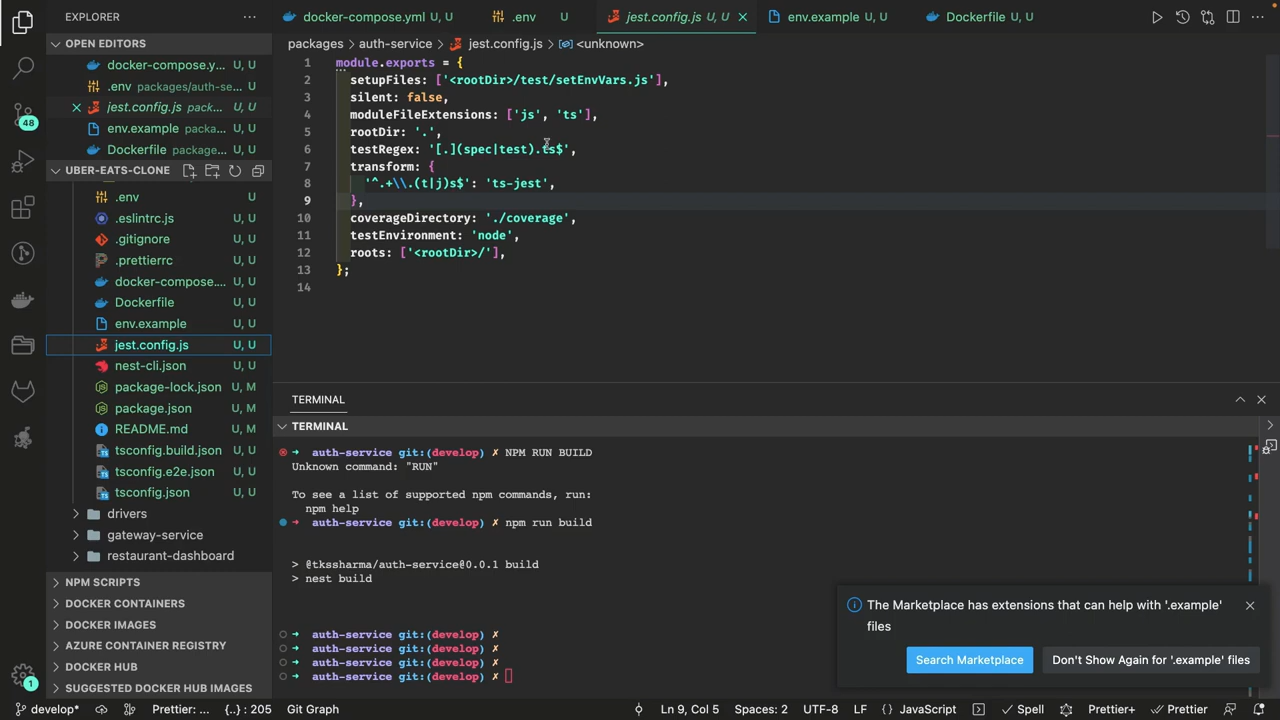 EXPLORER
docker-compose.yml U, U
.env U
jest.config.js U, U
env.example U, U
Dockerfile U, U
OPEN EDITORS
docker-compose.y...
.env packages/auth-se...
jest.config.js pack...
env.example packag...
Dockerfile package...
UBER-EATS-CLONE
.env U, U
.eslintrc.js U, U
.gitignore U, U
.prettierrc U, U
docker-compose.... U, U
Dockerfile U, U
env.example U, U
jest.config.js U, U
nest-cli.json U, U
package-lock.json U, M
package.json U, M
README.md U, M
tsconfig.build.json U, U
tsconfig.e2e.json U, U
tsconfig.json U, U
drivers
gateway-service
restaurant-dashboard
NPM SCRIPTS
DOCKER CONTAINERS
DOCKER IMAGES
AZURE CONTAINER REGISTRY
DOCKER HUB
SUGGESTED DOCKER HUB IMAGES
48
1
packages > auth-service > jest.config.js > <unknown>
1 module.exports = {
2 setupFiles: ['<rootDir>/test/setEnvVars.js'],
3 silent: false,
4 moduleFileExtensions: ['js', 'ts'],
5 rootDir: '.',
6 testRegex: '[.](spec|test).ts$',
7 transform: {
8 '^.+\\.(t|j)s$': 'ts-jest',
9 },
10 coverageDirectory: './coverage',
11 testEnvironment: 'node',
12 roots: ['<rootDir>/'],
13 };
14
TERMINAL
TERMINAL
→ auth-service git:(develop) ✗ NPM RUN BUILD
Unknown command: "RUN"
To see a list of supported npm commands, run:
npm help
→ auth-service git:(develop) ✗ npm run build
> @tkssharma/auth-service@0.0.1 build
> nest build
→ auth-service git:(develop) ✗
→ auth-service git:(develop) ✗
→ auth-service git:(develop) ✗
→ auth-service git:(develop) ✗
The Marketplace has extensions that can help with '.example'
files
Search Marketplace
Don't Show Again for '.example' files
develop* Prettier: ... {..} : 205 Git Graph Ln 9, Col 5 Spaces: 2 UTF-8 LF {} JavaScript Spell Prettier+ Prettier